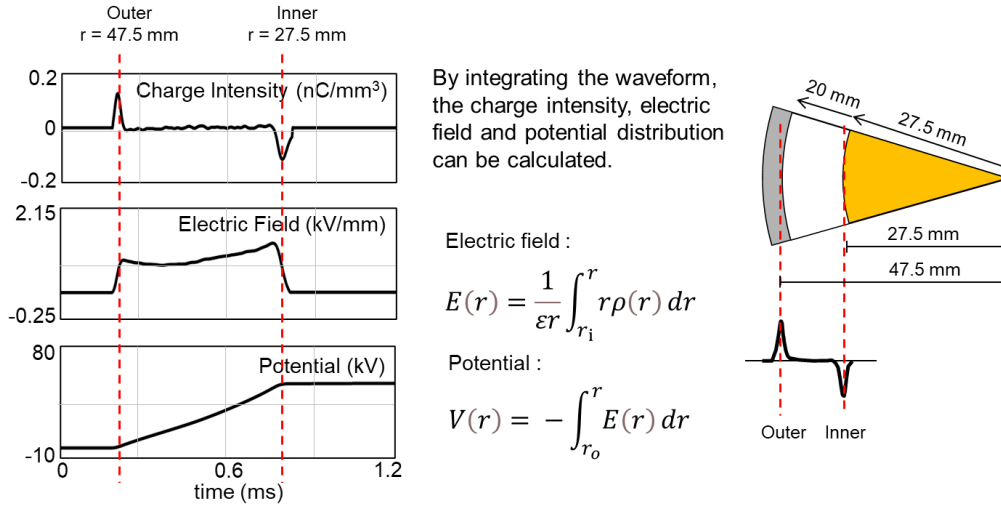 Outer
r = 47.5 mm
Inner
r = 27.5 mm
0.2
0
-0.2
Charge Intensity (nC/mm³)
2.15
-0.25
Electric Field (kV/mm)
80
-10
Potential (kV)
0
0.6
1.2
time (ms)
By integrating the waveform,
the charge intensity, electric
field and potential distribution
can be calculated.
Electric field :
E(r) = \frac{1}{εr} \int_{r_i}^{r} rρ(r) dr
Potential :
V(r) = − \int_{r_o}^{r} E(r) dr
20 mm
27.5 mm
27.5 mm
47.5 mm
Outer
Inner